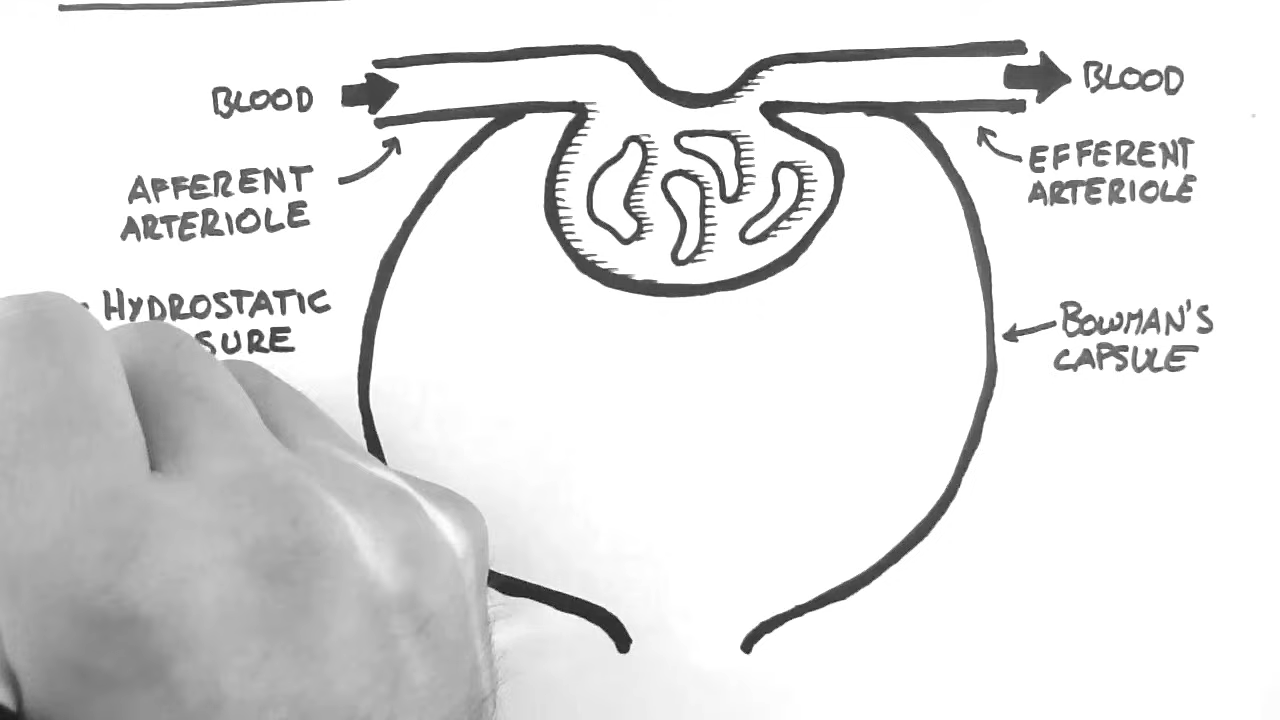 BLOOD
BLOOD
AFFERENT
ARTERIOLE
EFFERENT
ARTERIOLE
HYDROSTATIC
SURE
BOWMAN'S
CAPSULE